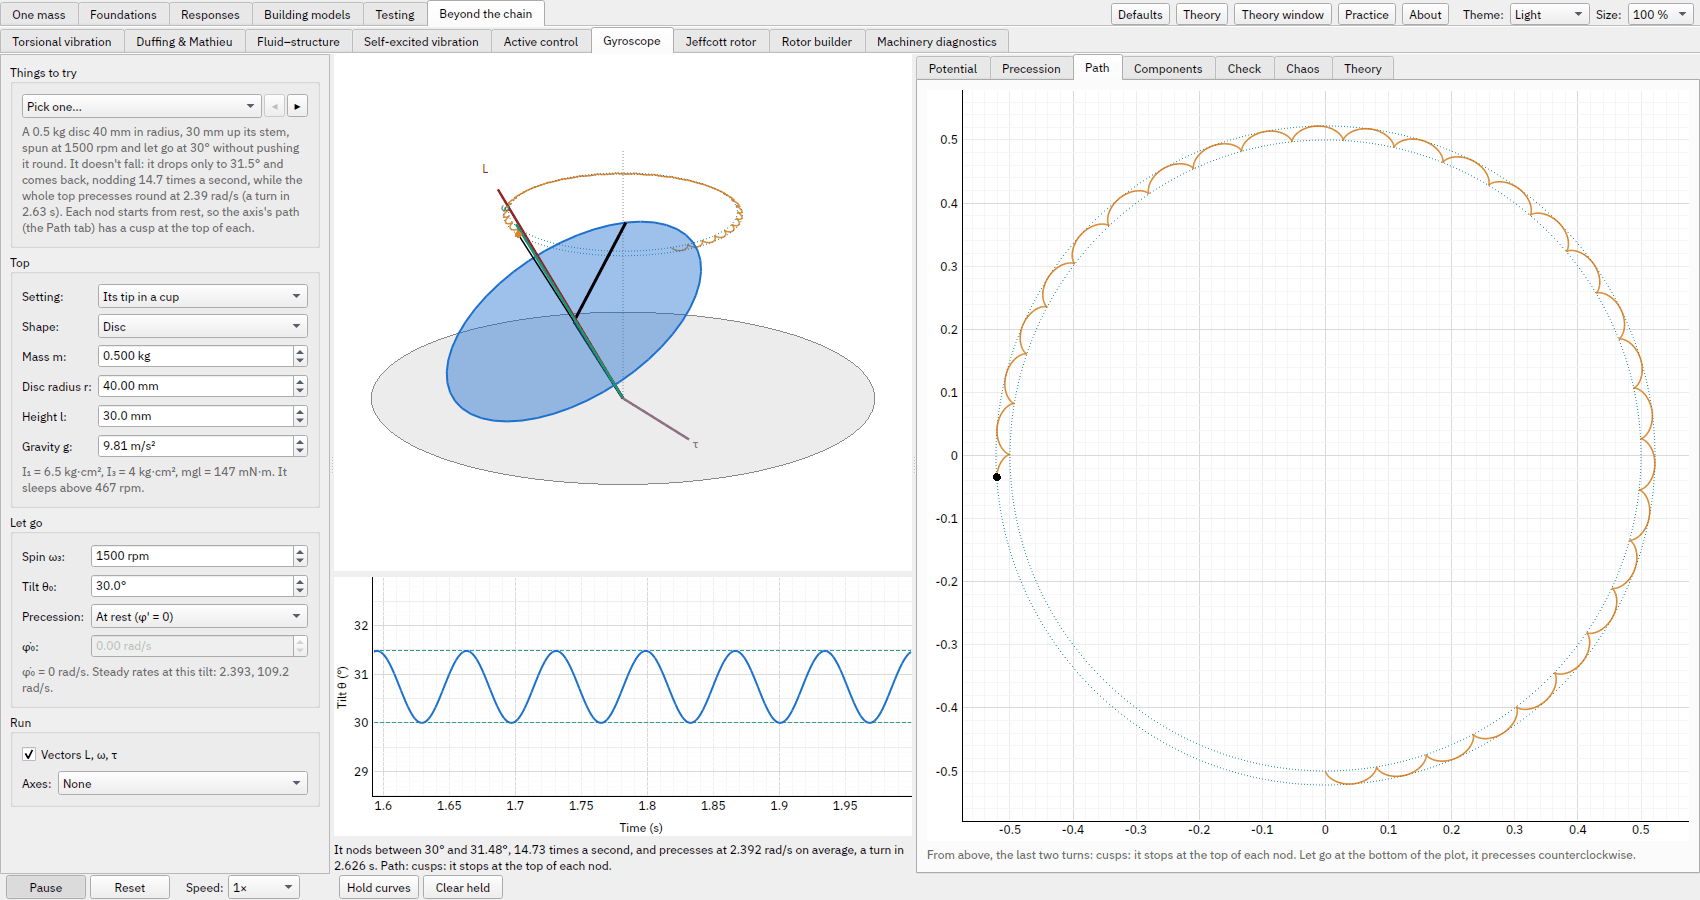 One mass
Foundations
Responses
Building models
Testing
Beyond the chain
Defaults
Theory
Theory window
Practice
About
Theme:
Light
Size:
100 %
Torsional vibration
Duffing & Mathieu
Fluid–structure
Self-excited vibration
Active control
Gyroscope
Jeffcott rotor
Rotor builder
Machinery diagnostics
Things to try
Pick one...
A 0.5 kg disc 40 mm in radius, 30 mm up its stem,
spun at 1500 rpm and let go at 30° without pushing
it round. It doesn't fall: it drops only to 31.5° and
comes back, nodding 14.7 times a second, while the
whole top precesses round at 2.39 rad/s (a turn in
2.63 s). Each nod starts from rest, so the axis's path
(the Path tab) has a cusp at the top of each.
Top
Setting:
Its tip in a cup
Shape:
Disc
Mass m:
0.500 kg
Disc radius r:
40.00 mm
Height l:
30.0 mm
Gravity g:
9.81 m/s²
I₁ = 6.5 kg·cm², I₃ = 4 kg·cm², mgl = 147 mN·m. It
sleeps above 467 rpm.
Let go
Spin ω₃:
1500 rpm
Tilt θ₀:
30.0°
Precession:
At rest (φ' = 0)
φ̇₀:
0.00 rad/s
φ̇₀ = 0 rad/s. Steady rates at this tilt: 2.393, 109.2
rad/s.
Run
Vectors L, ω, τ
Axes:
None
Pause
Reset
Speed:
1×
L
τ
Tilt θ (°)
32
31
30
29
1.6
1.65
1.7
1.75
1.8
1.85
1.9
1.95
Time (s)
It nods between 30° and 31.48°, 14.73 times a second, and precesses at 2.392 rad/s on average, a turn in
2.626 s. Path: cusps: it stops at the top of each nod.
Hold curves
Clear held
Potential
Precession
Path
Components
Check
Chaos
Theory
0.5
0.4
0.3
0.2
0.1
0
-0.1
-0.2
-0.3
-0.4
-0.5
-0.5
-0.4
-0.3
-0.2
-0.1
0
0.1
0.2
0.3
0.4
0.5
From above, the last two turns: cusps: it stops at the top of each nod. Let go at the bottom of the plot, it precesses counterclockwise.